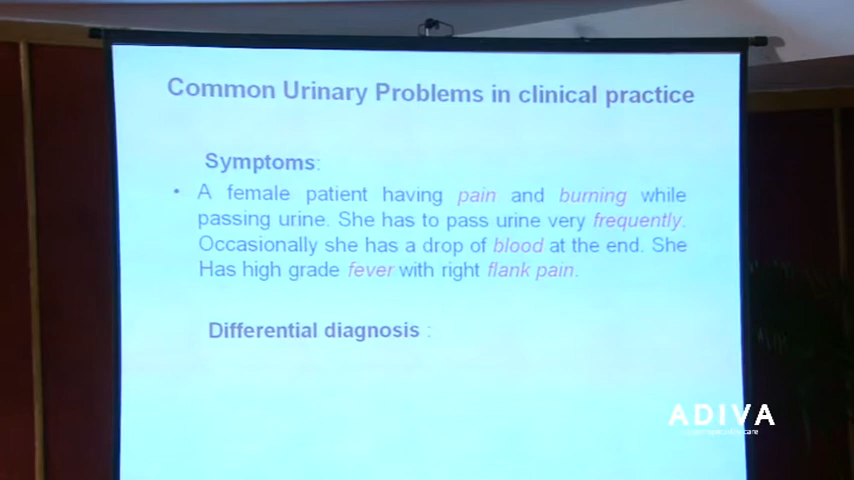 Common Urinary Problems in clinical practice
Symptoms:
• A female patient having pain and burning while
passing urine. She has to pass urine very frequently.
Occasionally she has a drop of blood at the end. She
Has high grade fever with right flank pain.
Differential diagnosis :
ADIVA